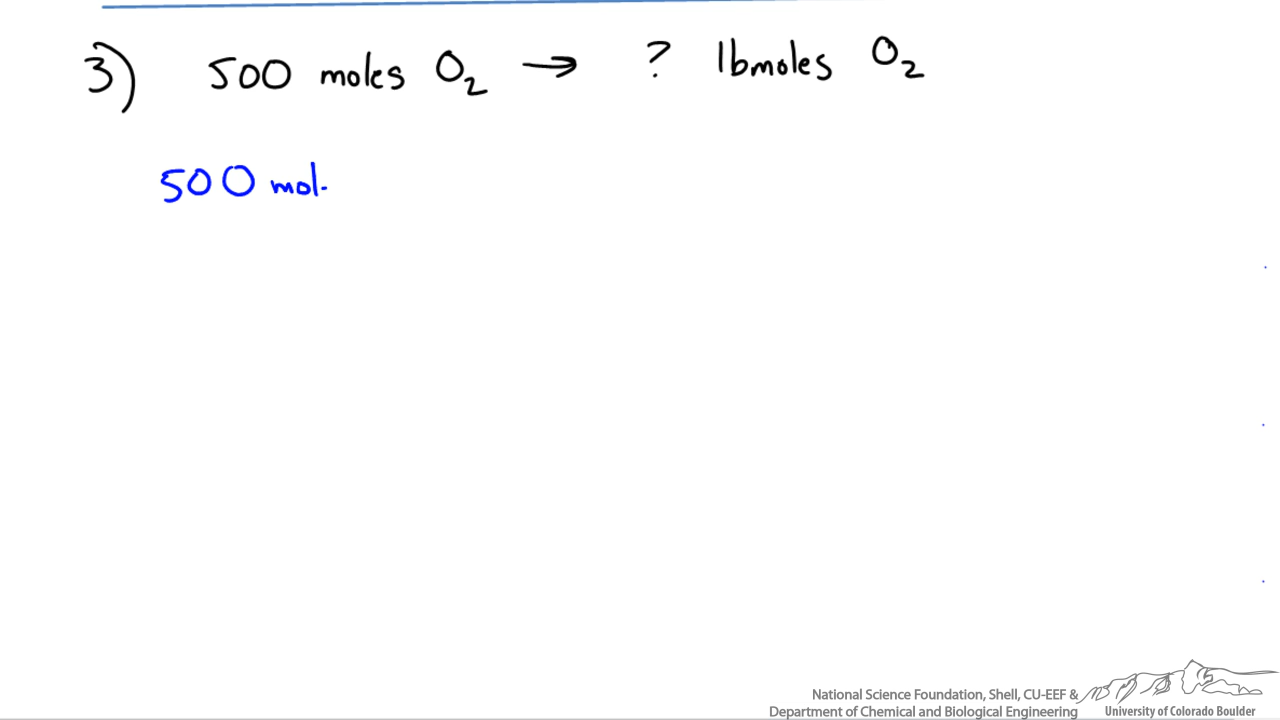 3) 500 moles O₂ → ? lbmoles O₂
500 mol
National Science Foundation, Shell, CU-EEF &
Department of Chemical and Biological Engineering
University of Colorado Boulder